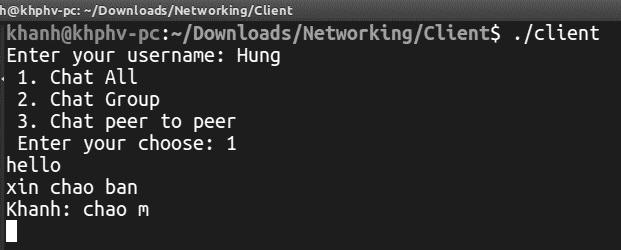 h@khphv-pc: ~/Downloads/Networking/Client
khanh@khphv-pc:~/Downloads/Networking/Client$ ./client
Enter your username: Hung
1. Chat All
2. Chat Group
3. Chat peer to peer
Enter your choose: 1
hello
xin chao ban
Khanh: chao m